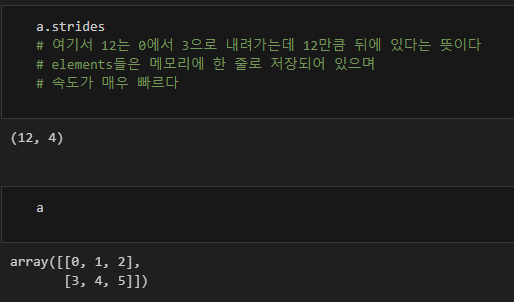 a.strides
# 여기서 12는 0에서 3으로 내려가는데 12만큼 뒤에 있다는 뜻이다
# elements들은 메모리에 한 줄로 저장되어 있으며
# 속도가 매우 빠르다
(12, 4)
a
array([[0, 1, 2],
       [3, 4, 5]])